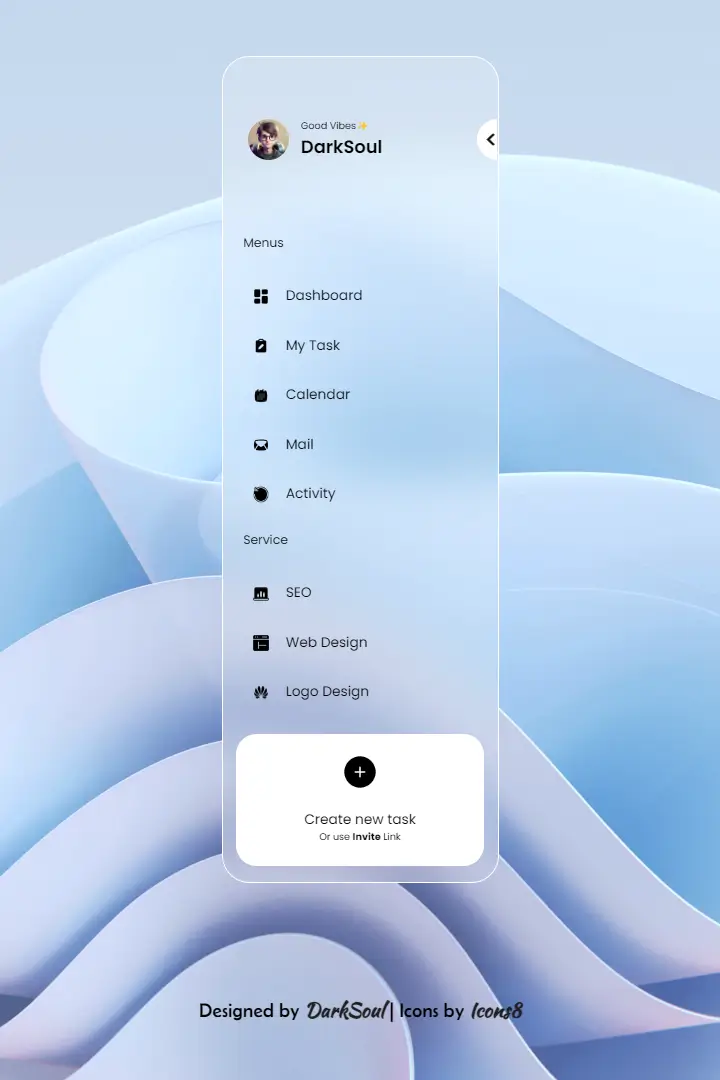 Good Vibes✨
DarkSoul
Menus
Dashboard
My Task
Calendar
Mail
Activity
Service
SEO
Web Design
Logo Design
Create new task
Or use Invite Link
Designed by DarkSoul| Icons by Icons8